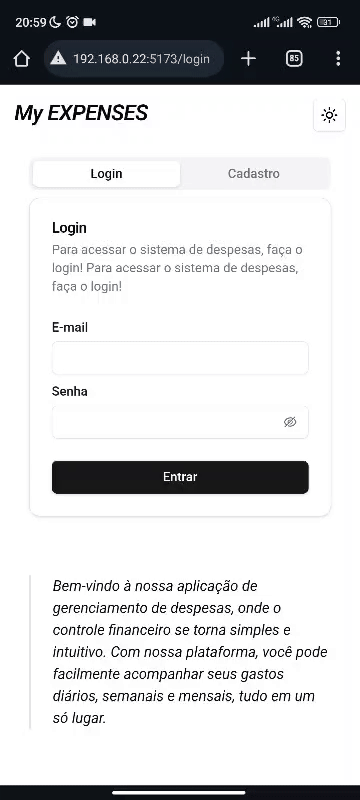 20:59
4G
31
192.168.0.22:5173/login
85
My EXPENSES
Login
Cadastro
Login
Para acessar o sistema de despesas, faça o
login! Para acessar o sistema de despesas,
faça o login!
E-mail
Senha
Entrar
Bem-vindo à nossa aplicação de
gerenciamento de despesas, onde o
controle financeiro se torna simples e
intuitivo. Com nossa plataforma, você pode
facilmente acompanhar seus gastos
diários, semanais e mensais, tudo em um
só lugar.